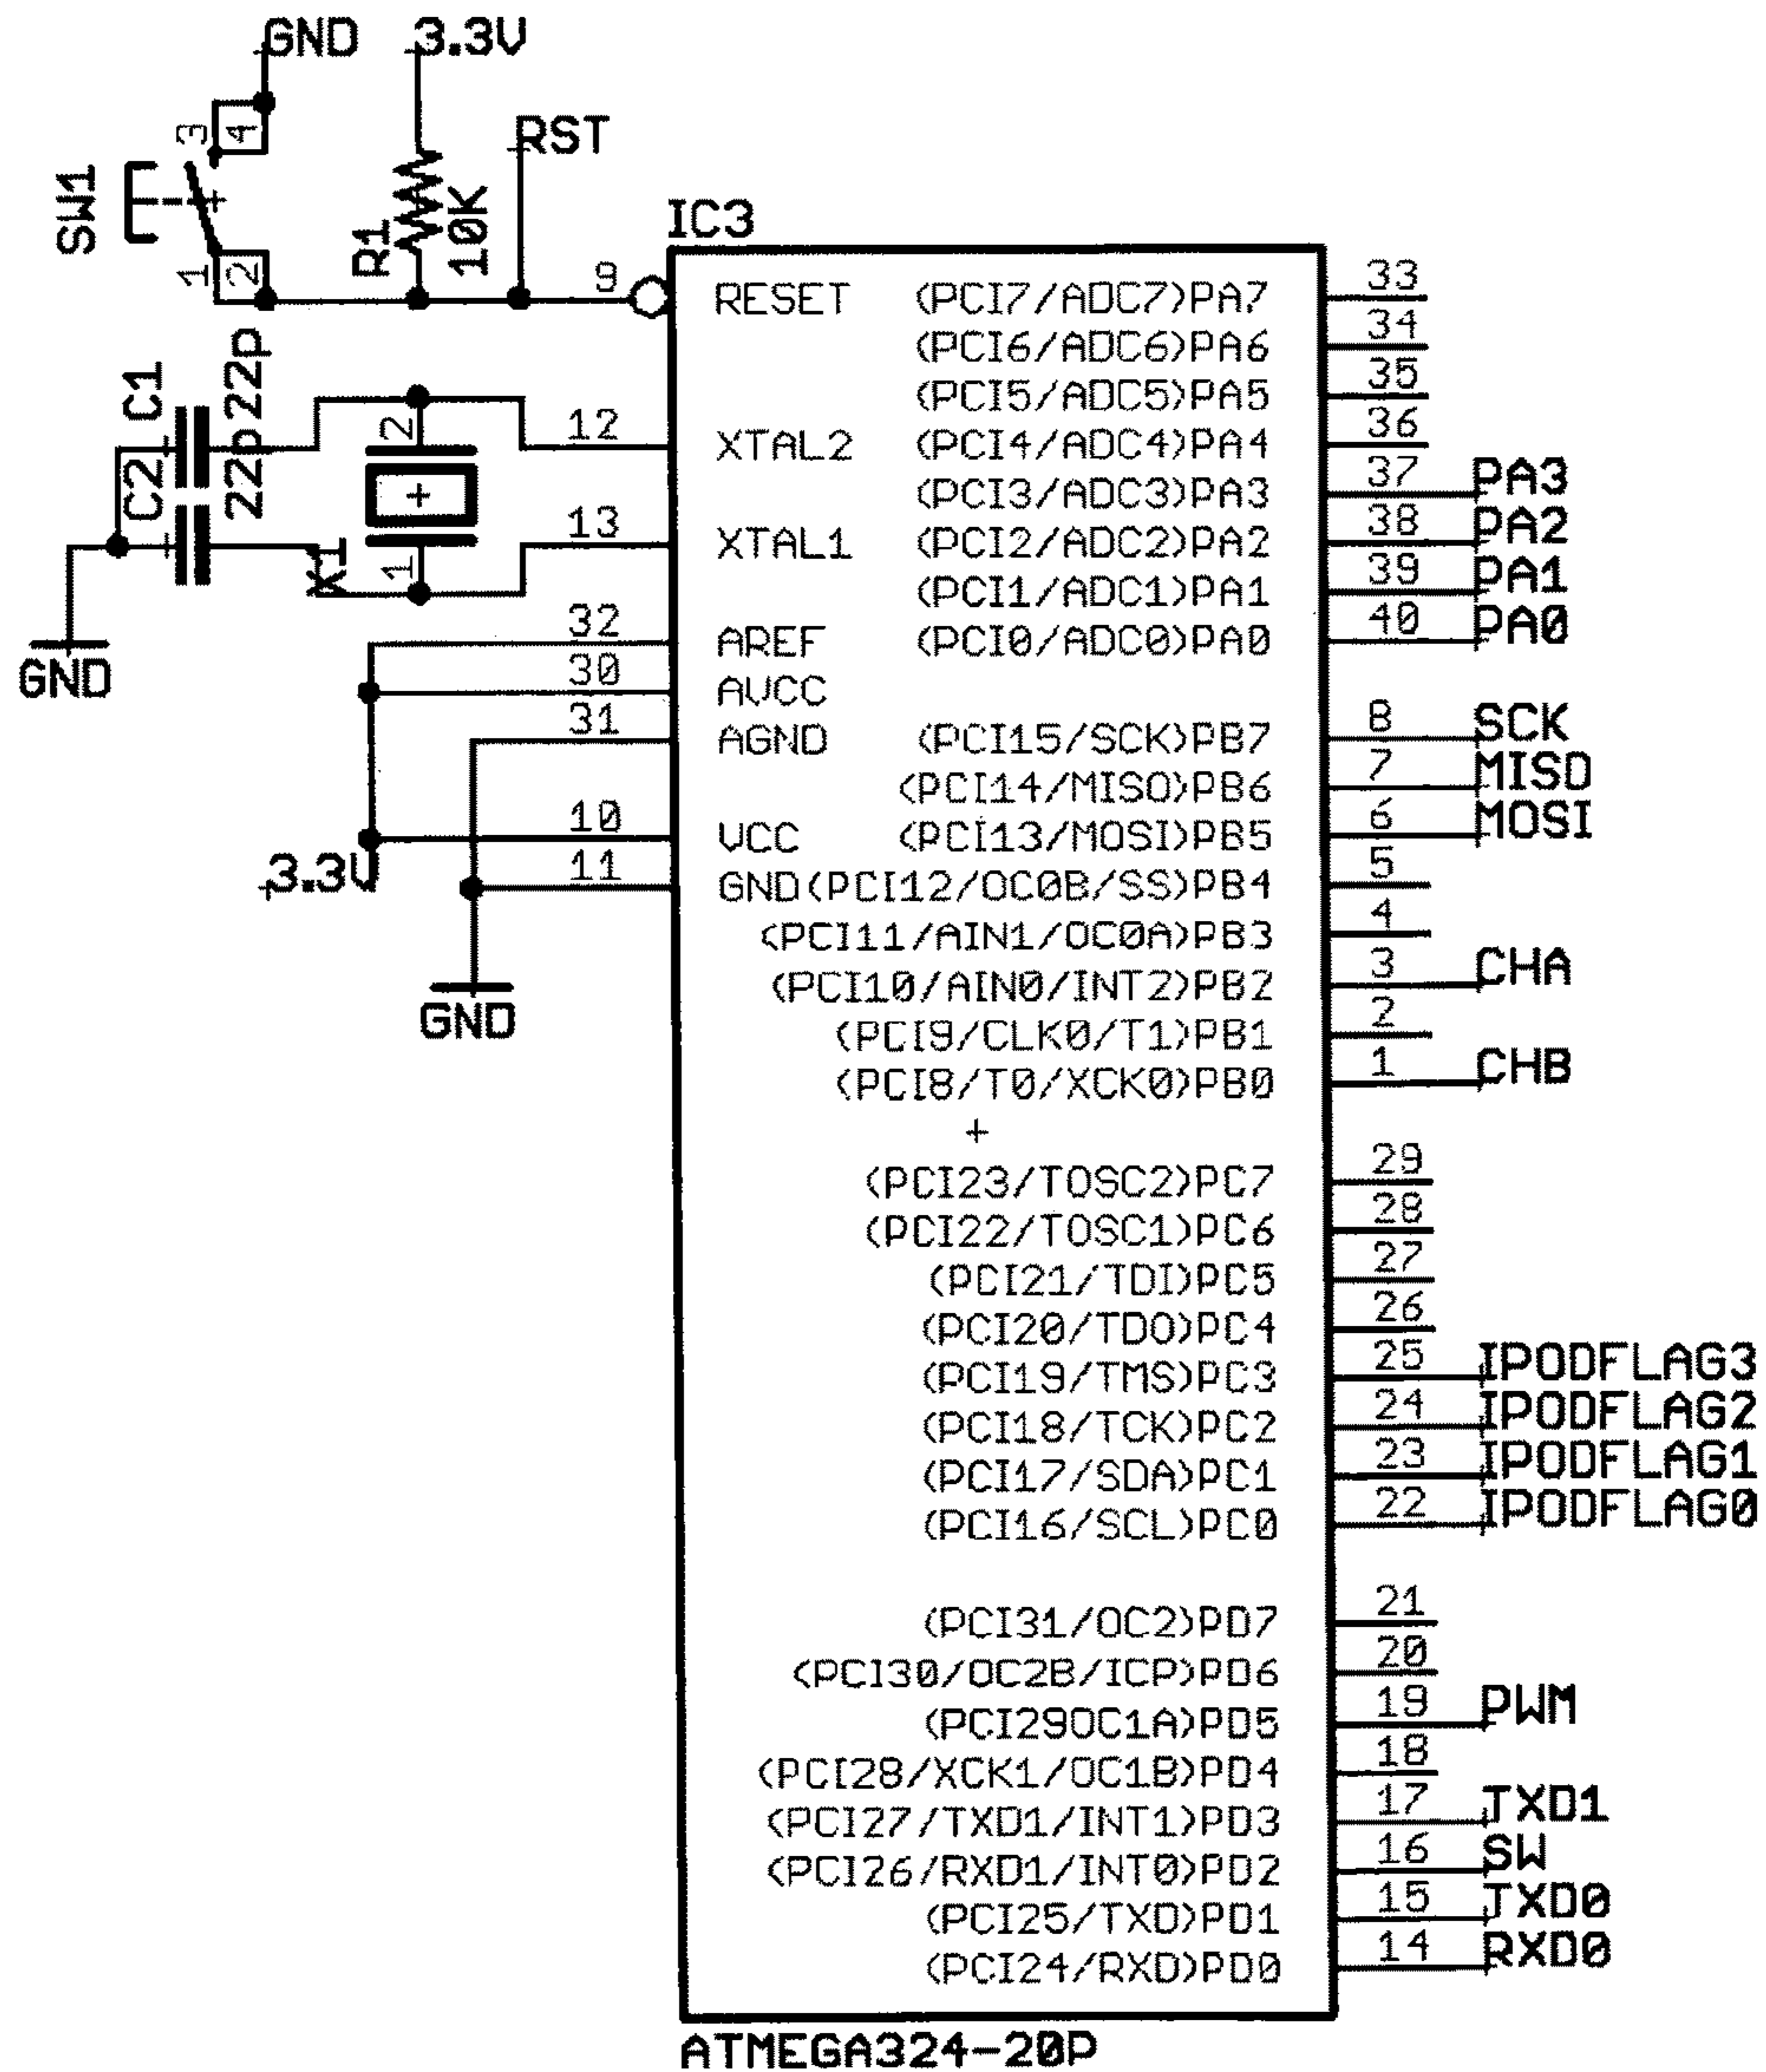 GND
3.3V
RST
SW1
3
4
1
2
R1
10K
IC3
9
RESET
(PCI7/ADC7)PA7
33
(PCI6/ADC6)PA6
34
(PCI5/ADC5)PA5
35
C1
22p
2
12
XTAL2
(PCI4/ADC4)PA4
36
(PCI3/ADC3)PA3
37
PA3
C2
22p
X1
1
13
XTAL1
(PCI2/ADC2)PA2
38
PA2
(PCI1/ADC1)PA1
39
PA1
GND
32
AREF
(PCI0/ADC0)PA0
40
PA0
30
AVCC
31
AGND
(PCI15/SCK)PB7
8
SCK
(PCI14/MISO)PB6
7
MISO
10
VCC
(PCI13/MOSI)PB5
6
MOSI
3.3V
11
GND
(PCI12/OC0B/SS)PB4
5
(PCI11/AIN1/OC0A)PB3
4
GND
(PCI10/AIN0/INT2)PB2
3
CHA
(PCI9/CLK0/T1)PB1
2
(PCI8/T0/XCK0)PB0
1
CHB
(PCI23/TOSC2)PC7
29
(PCI22/TOSC1)PC6
28
(PCI21/TDI)PC5
27
(PCI20/TDO)PC4
26
(PCI19/TMS)PC3
25
IPODFLAG3
(PCI18/TCK)PC2
24
IPODFLAG2
(PCI17/SDA)PC1
23
IPODFLAG1
(PCI16/SCL)PC0
22
IPODFLAG0
(PCI31/OC2)PD7
21
(PCI30/OC2B/ICP)PD6
20
(PCI29OC1A)PD5
19
PWM
(PCI28/XCK1/OC1B)PD4
18
(PCI27/TXD1/INT1)PD3
17
TXD1
(PCI26/RXD1/INT0)PD2
16
SW
(PCI25/TXD)PD1
15
TXD0
(PCI24/RXD)PD0
14
RXD0
ATMEGA324-20P